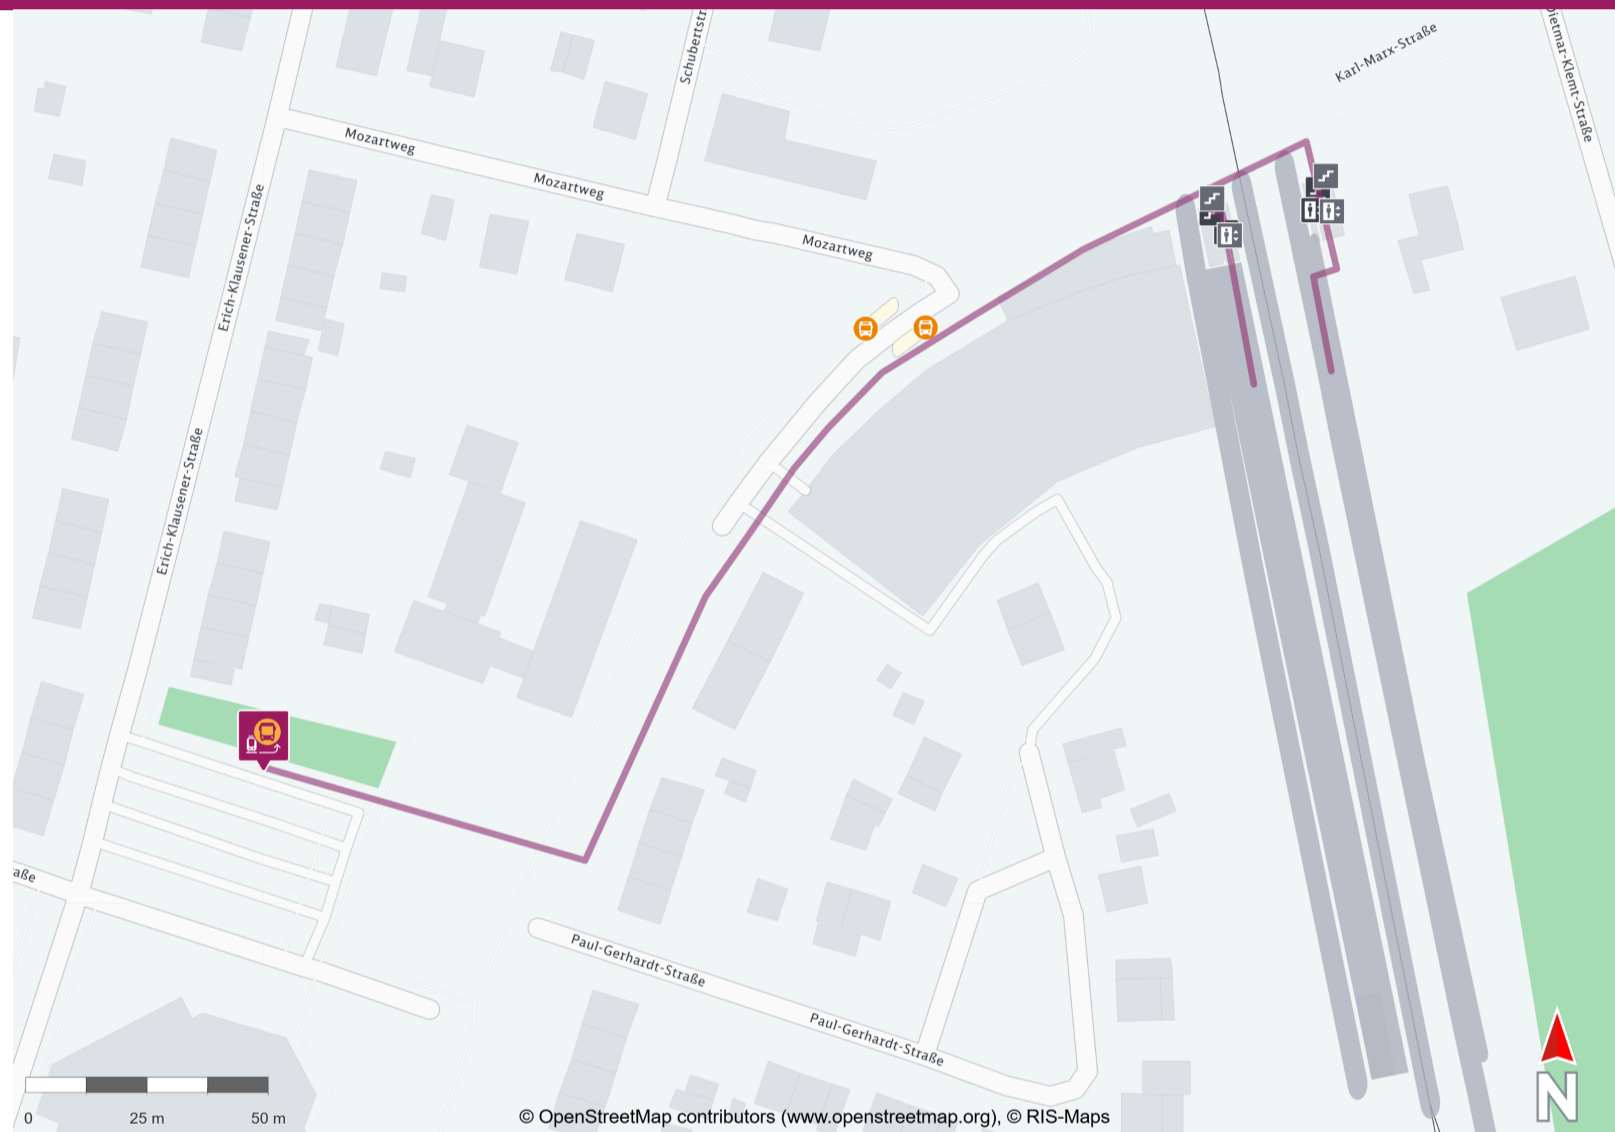 Schubertstr
Karl-Marx-Straße
Dietmar-Klemt-Straße
Mozartweg
Mozartweg
Mozartweg
Erich-Klausener-Straße
Erich-Klausener-Straße
aße
Paul-Gerhardt-Straße
Paul-Gerhardt-Straße
0
25 m
50 m
© OpenStreetMap contributors (www.openstreetmap.org), © RIS-Maps
N